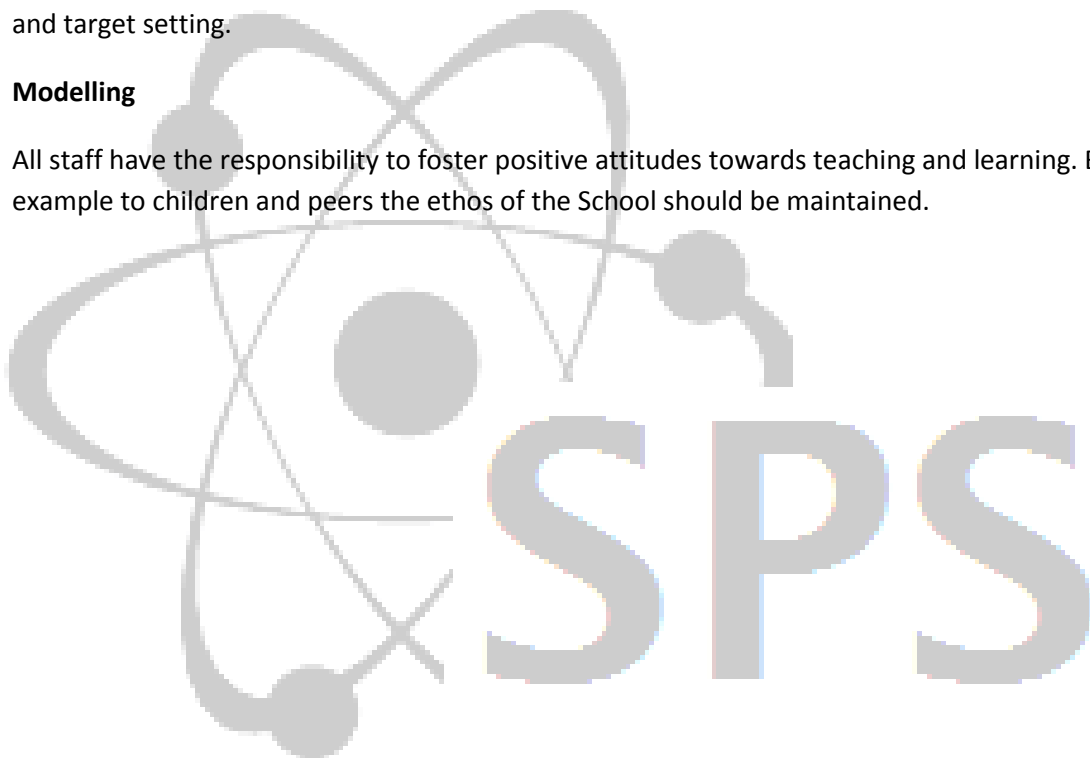 and target setting.
Modelling
All staff have the responsibility to foster positive attitudes towards teaching and learning.
example to children and peers the ethos of the School should be maintained.
SPS